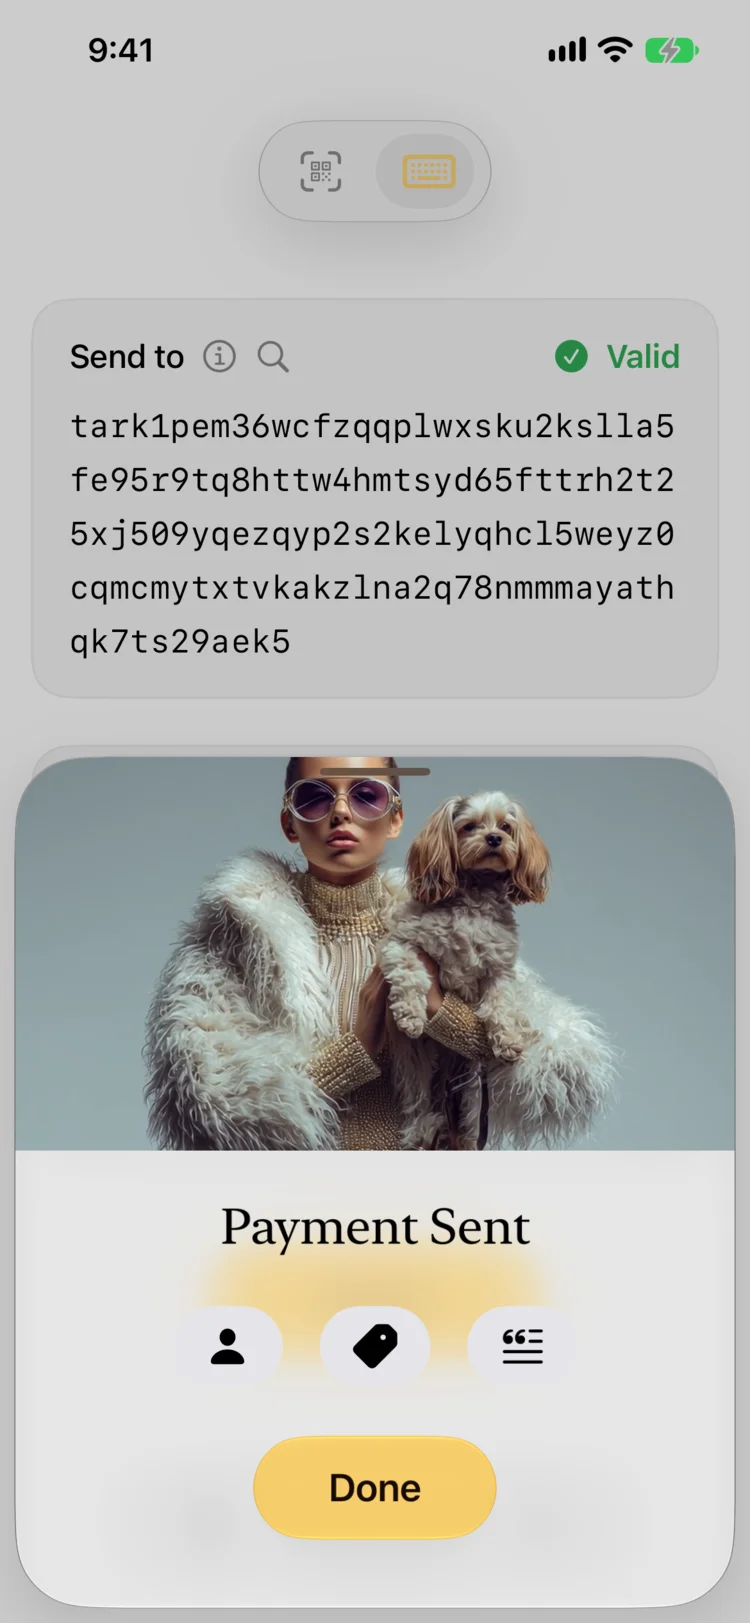 9:41
Send to
Valid
tark1pem36wcfzqqplwxsku2kslla5
fe95r9tq8httw4hmtsyd65fttrh2t2
5xj509yqezqyp2s2kelyqhcl5weyz0
cqmcmytxtvkakzlna2q78nmmmayath
qk7ts29aek5
Payment Sent
Done